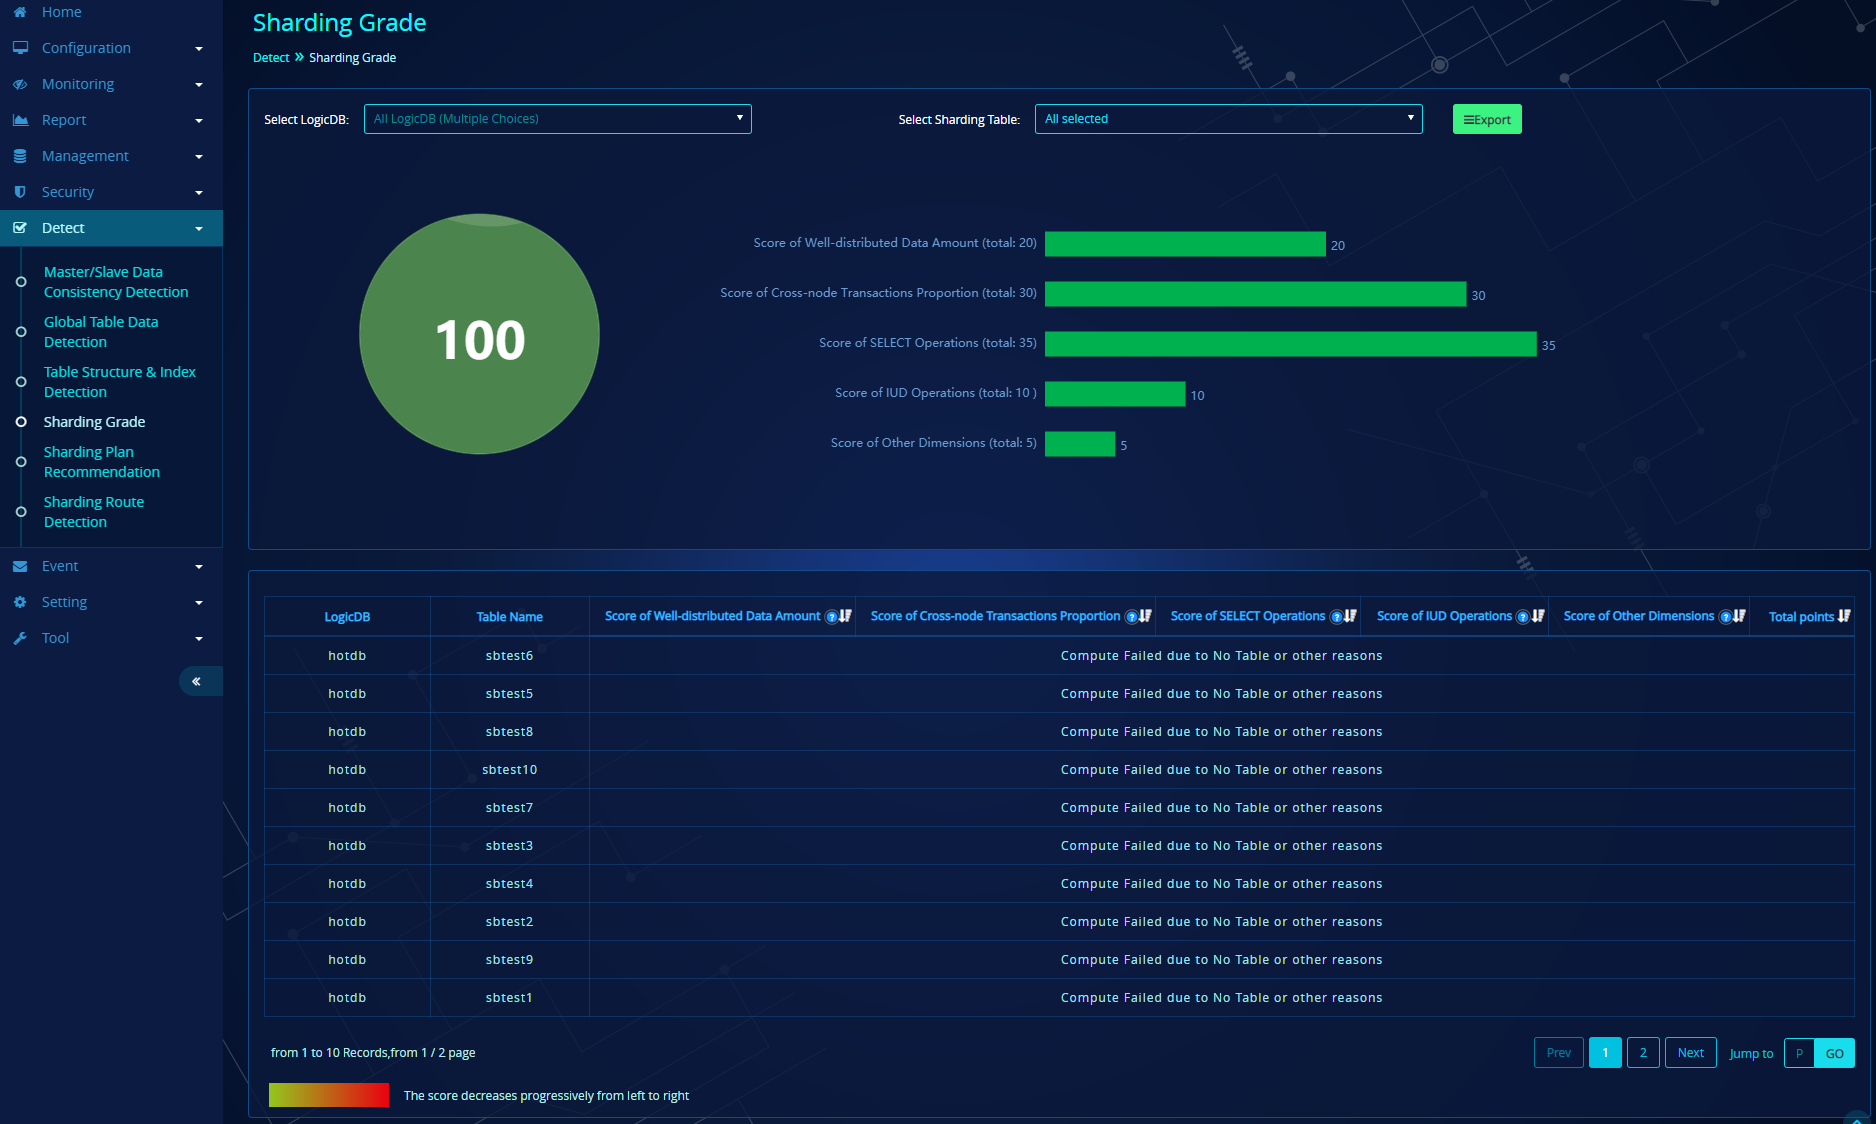 Home
Configuration
Monitoring
Report
Management
Security
Detect
Master/Slave Data
Consistency Detection
Global Table Data
Detection
Table Structure & Index
Detection
Sharding Grade
Sharding Plan
Recommendation
Sharding Route
Detection
Event
Setting
Tool
Sharding Grade
Detect » Sharding Grade
Select LogicDB: All LogicDB (Multiple Choices) Select Sharding Table: All selected Export
100
Score of Well-distributed Data Amount (total: 20) 20
Score of Cross-node Transactions Proportion (total: 30) 30
Score of SELECT Operations (total: 35) 35
Score of IUD Operations (total: 10 ) 10
Score of Other Dimensions (total: 5) 5
LogicDB Table Name Score of Well-distributed Data Amount ? Score of Cross-node Transactions Proportion ? Score of SELECT Operations ? Score of IUD Operations ? Score of Other Dimensions ? Total points
hotdb sbtest6 Compute Failed due to No Table or other reasons
hotdb sbtest5 Compute Failed due to No Table or other reasons
hotdb sbtest8 Compute Failed due to No Table or other reasons
hotdb sbtest10 Compute Failed due to No Table or other reasons
hotdb sbtest7 Compute Failed due to No Table or other reasons
hotdb sbtest3 Compute Failed due to No Table or other reasons
hotdb sbtest4 Compute Failed due to No Table or other reasons
hotdb sbtest2 Compute Failed due to No Table or other reasons
hotdb sbtest9 Compute Failed due to No Table or other reasons
hotdb sbtest1 Compute Failed due to No Table or other reasons
from 1 to 10 Records,from 1 / 2 page Prev 1 2 Next Jump to P GO
The score decreases progressively from left to right